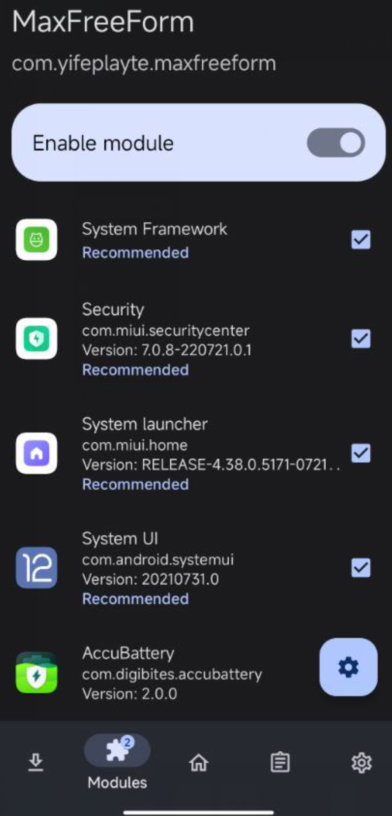 MaxFreeForm
com.yifeplayte.maxfreeform
Enable module
System Framework
Recommended
Security
com.miui.securitycenter
Version: 7.0.8-220721.0.1
Recommended
System launcher
com.miui.home
Version: RELEASE-4.38.0.5171-0721..
Recommended
12
System UI
com.android.systemui
Version: 20210731.0
Recommended
AccuBattery
com.digibites.accubattery
Version: 2.0.0
2
Modules